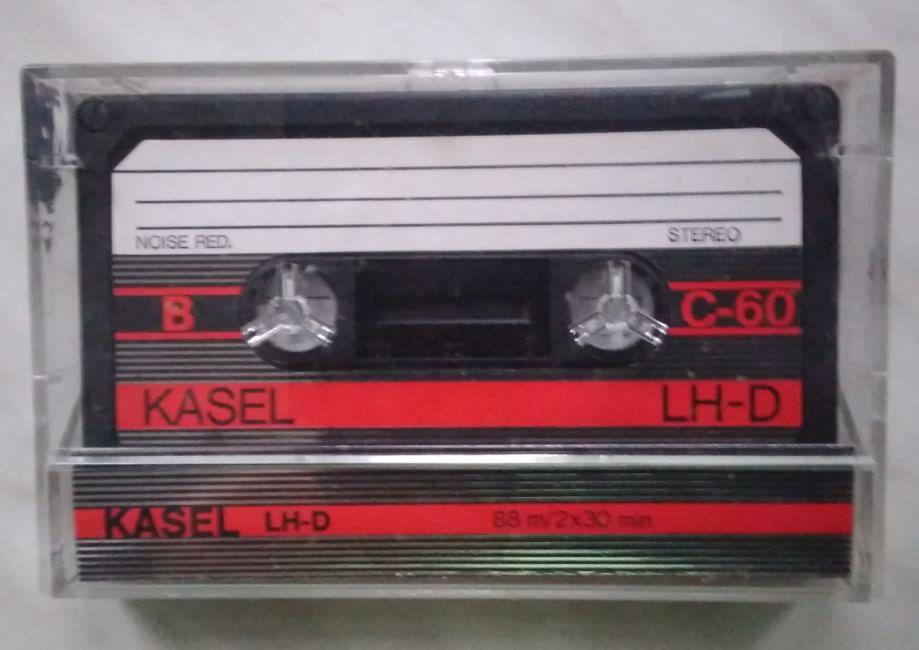 NOISE RED. STEREO
B C-60
KASEL LH-D
KASEL LH-D 88 m/2x30 min